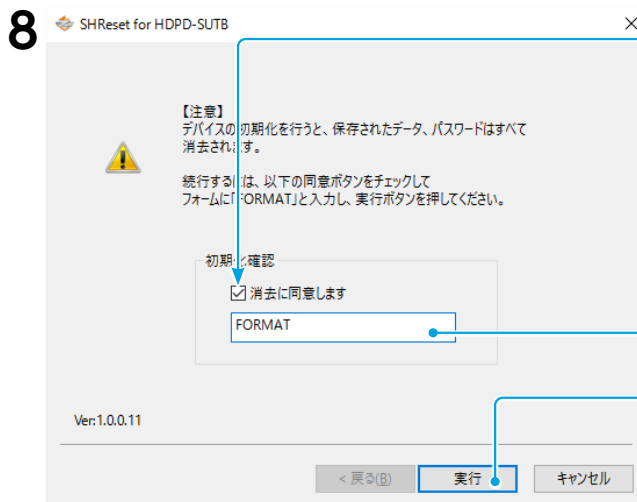 8
SHReset for HDPD-SUTB
【注意】
デバイスの初期化を行うと、保存されたデータ、パスワードはすべて
消去されます。
続行するには、以下の同意ボタンをチェックして
フォームに「FORMAT」と入力し、実行ボタンを押してください。
初期化確認
消去に同意します
FORMAT
Ver:1.0.0.11
< 戻る(B) 実行 キャンセル